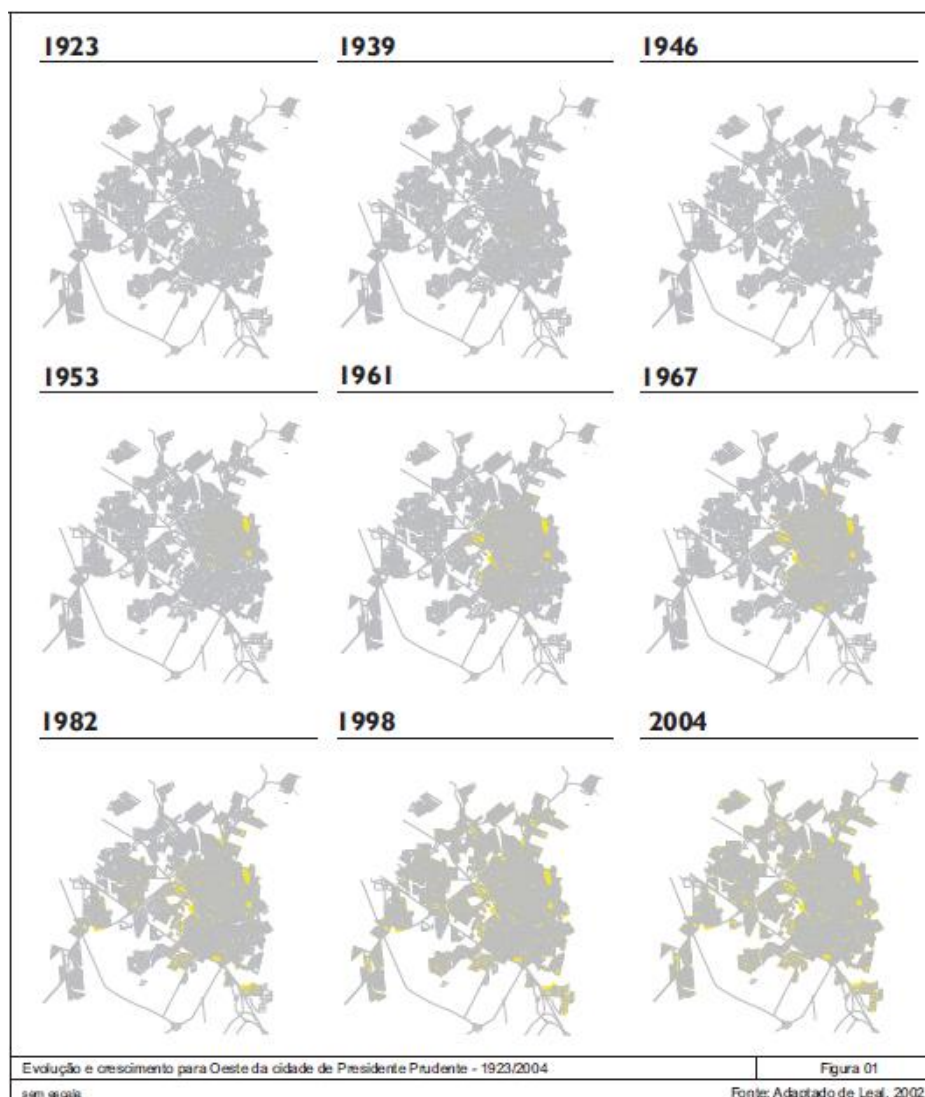 1923 1939 1946
1953 1961 1967
1982 1998 2004
Evolução e crescimento para Oeste da cidade de Presidente Prudente - 1923/2004 Figura 01
sem escala Fonte: Adaptado de Leal, 2002